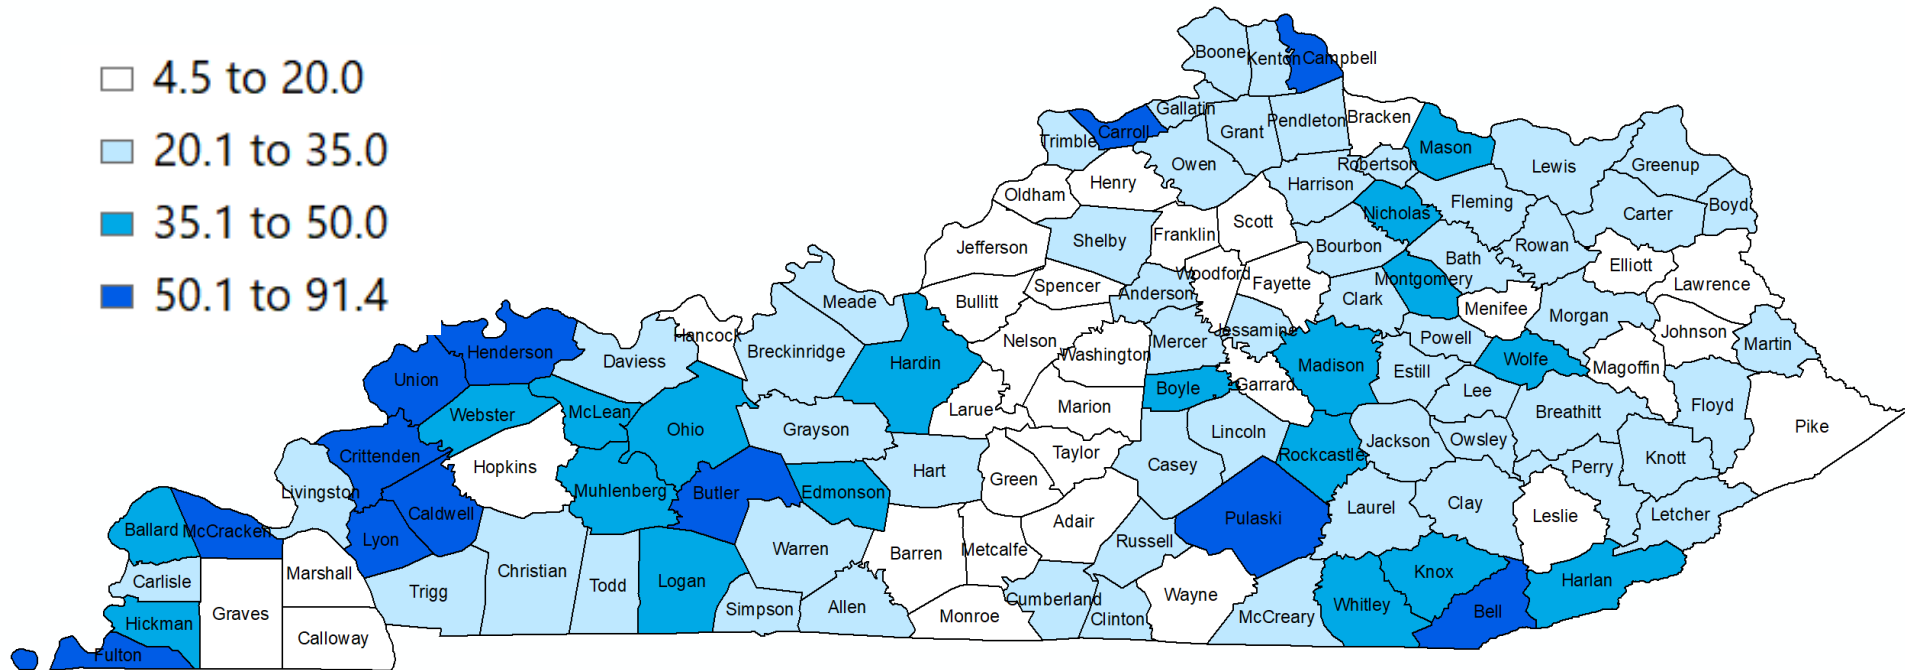 4.5 to 20.0
20.1 to 35.0
35.1 to 50.0
50.1 to 91.4
Boone
Kenton
Campbell
Gallatin
Carroll
Trimble
Grant
Pendleton
Bracken
Mason
Owen
Robertson
Lewis
Greenup
Henry
Oldham
Harrison
Fleming
Nicholas
Carter
Boyd
Scott
Franklin
Shelby
Jefferson
Bourbon
Bath
Rowan
Elliott
Lawrence
Woodford
Fayette
Montgomery
Spencer
Anderson
Clark
Bullitt
Meade
Menifee
Morgan
Johnson
Martin
Jessamine
Powell
Nelson
Mercer
Washington
Hancock
Henderson
Daviess
Breckinridge
Hardin
Madison
Wolfe
Magoffin
Estill
Garrard
Boyle
Union
Lee
Floyd
Larue
Marion
Breathitt
Pike
Webster
McLean
Ohio
Grayson
Lincoln
Jackson
Owsley
Taylor
Rockcastle
Crittenden
Hopkins
Hart
Casey
Perry
Knott
Green
Livingston
Muhlenberg
Butler
Edmonson
Clay
Laurel
Leslie
Letcher
Caldwell
Pulaski
Adair
Ballard
McCracken
Lyon
Russell
Warren
Barren
Metcalfe
Marshall
Christian
Carlisle
Logan
Todd
Trigg
Knox
Harlan
Wayne
Cumberland
Whitley
Simpson
Allen
Monroe
Clinton
McCreary
Bell
Graves
Hickman
Calloway
Fulton